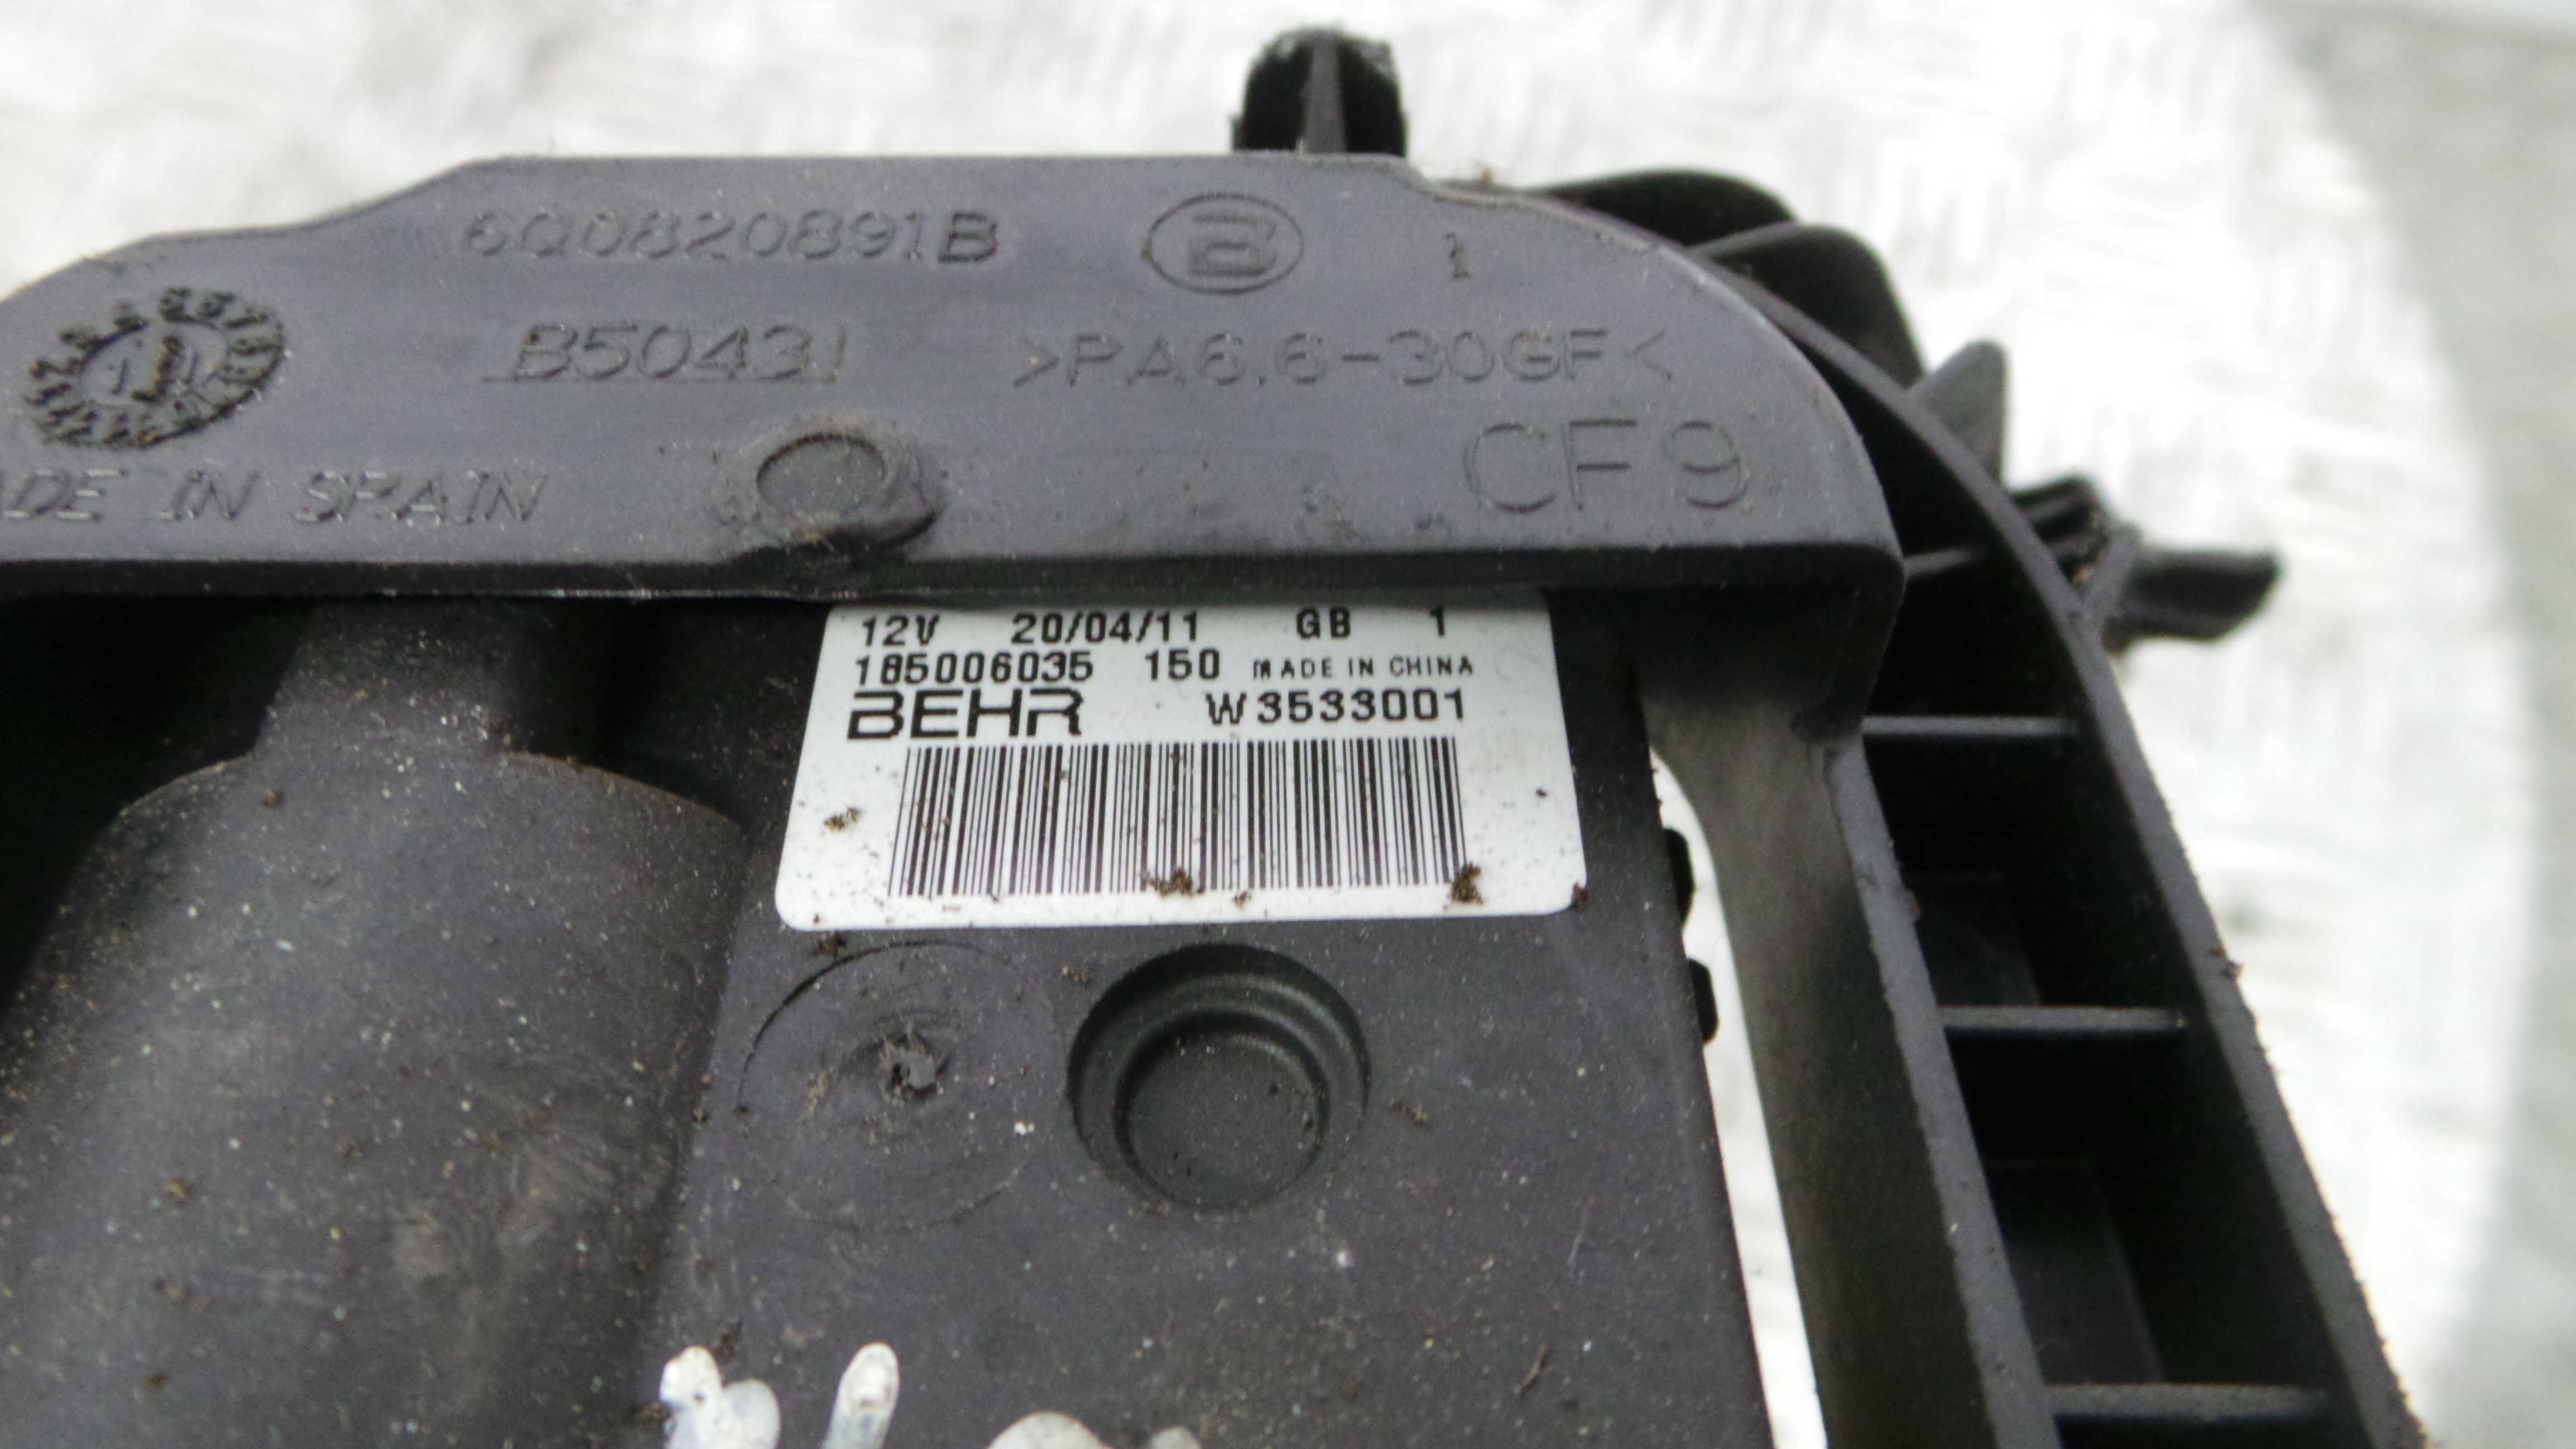 6Q0820891B 1
B50431 >PA6.6-30GF<
CF9
IN SPAIN
12V 20/04/11 GB 1
185006035 150 MADE IN CHINA
BEHR W3533001